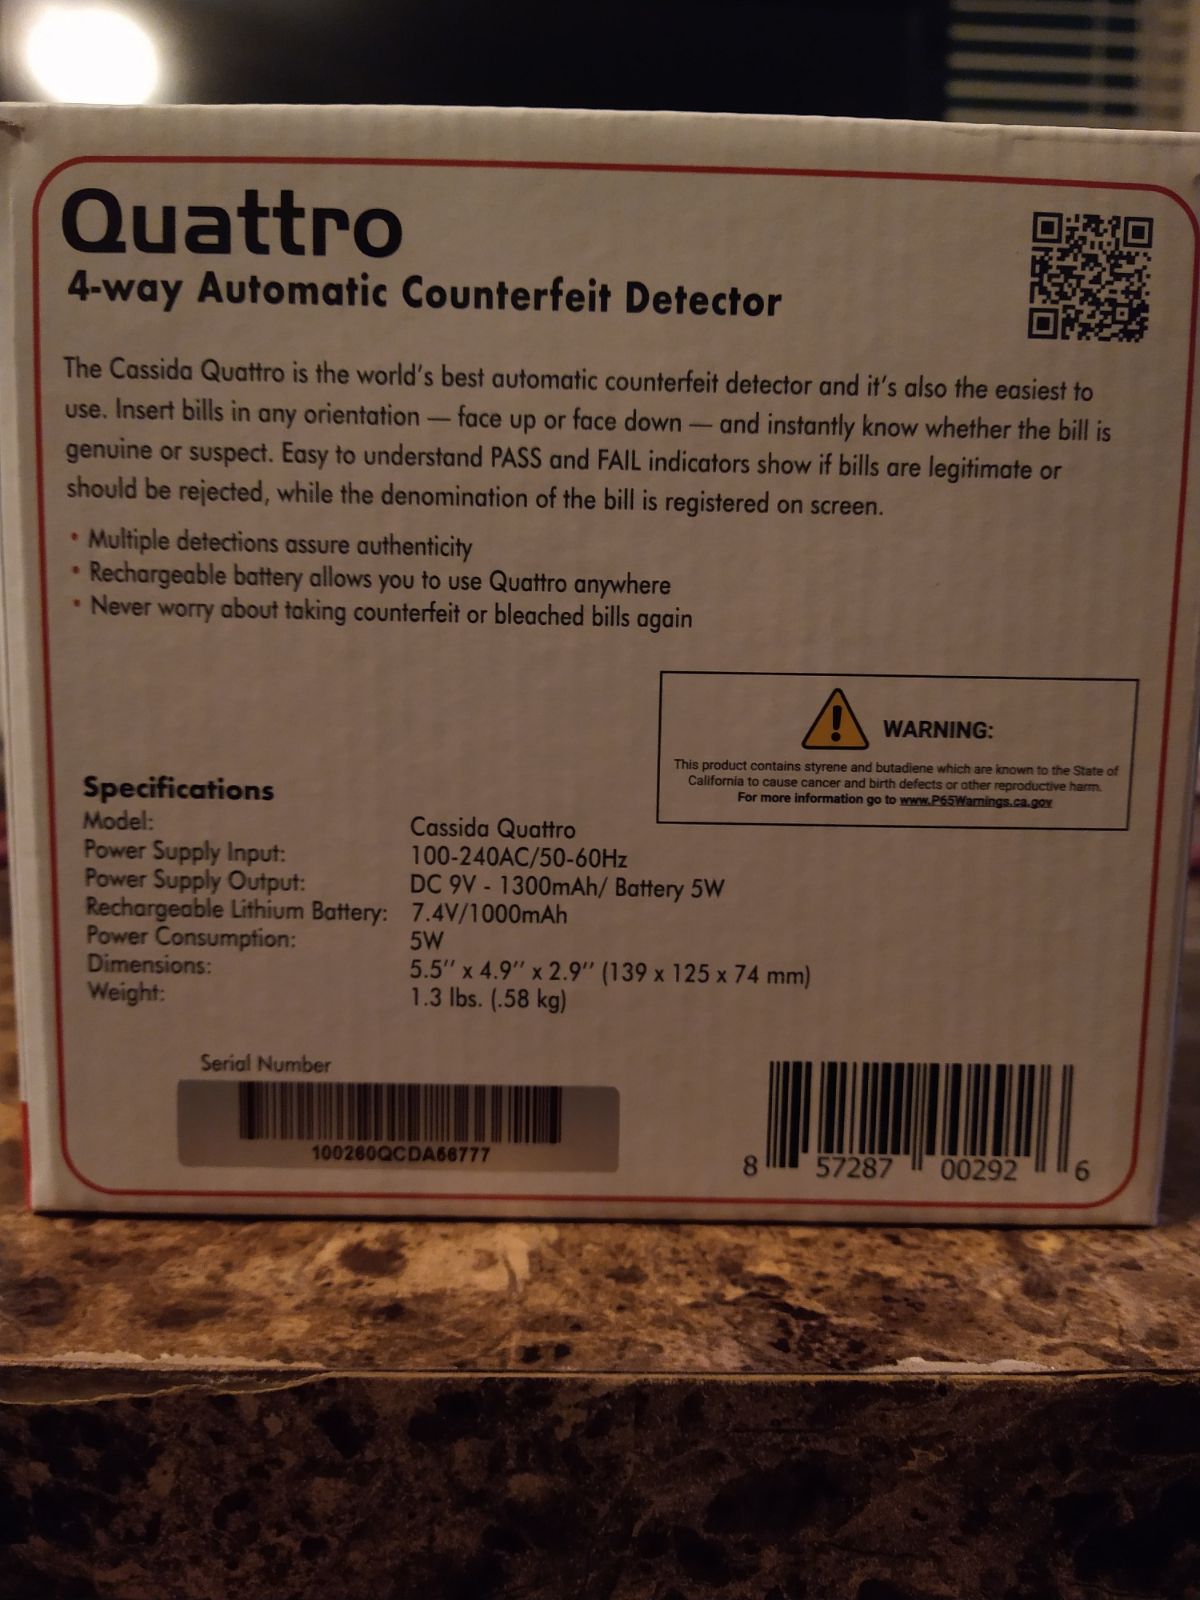 Quattro
4-way Automatic Counterfeit Detector
The Cassida Quattro is the world's best automatic counterfeit detector and it's also the easiest to
use. Insert bills in any orientation — face up or face down — and instantly know whether the bill is
genuine or suspect. Easy to understand PASS and FAIL indicators show if bills are legitimate or
should be rejected, while the denomination of the bill is registered on screen.
• Multiple detections assure authenticity
• Rechargeable battery allows you to use Quattro anywhere
• Never worry about taking counterfeit or bleached bills again
WARNING:
This product contains styrene and butadiene which are known to the State of
California to cause cancer and birth defects or other reproductive harm.
For more information go to www.P65Warnings.ca.gov
Specifications
Model: Cassida Quattro
Power Supply Input: 100-240AC/50-60Hz
Power Supply Output: DC 9V - 1300mAh/ Battery 5W
Rechargeable Lithium Battery: 7.4V/1000mAh
Power Consumption: 5W
Dimensions: 5.5″ x 4.9″ x 2.9″ (139 x 125 x 74 mm)
Weight: 1.3 lbs. (.58 kg)
Serial Number
100260QCDA66777
8 57287 00292 6